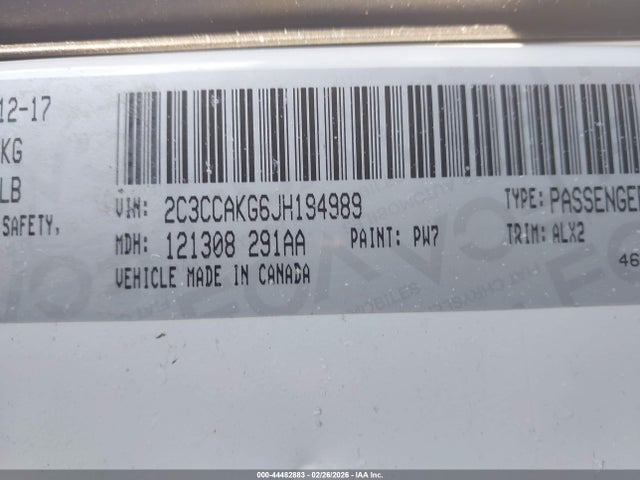 12-17
KG
LB
SAFETY,
VIN: 2C3CCAKG6JH194989
TYPE: PASSENGER
MDH: 121308 291AA
PAINT: PW7
TRIM: ALX2
VEHICLE MADE IN CANADA
46
000-44482883 - 02/26/2026 - IAA Inc.